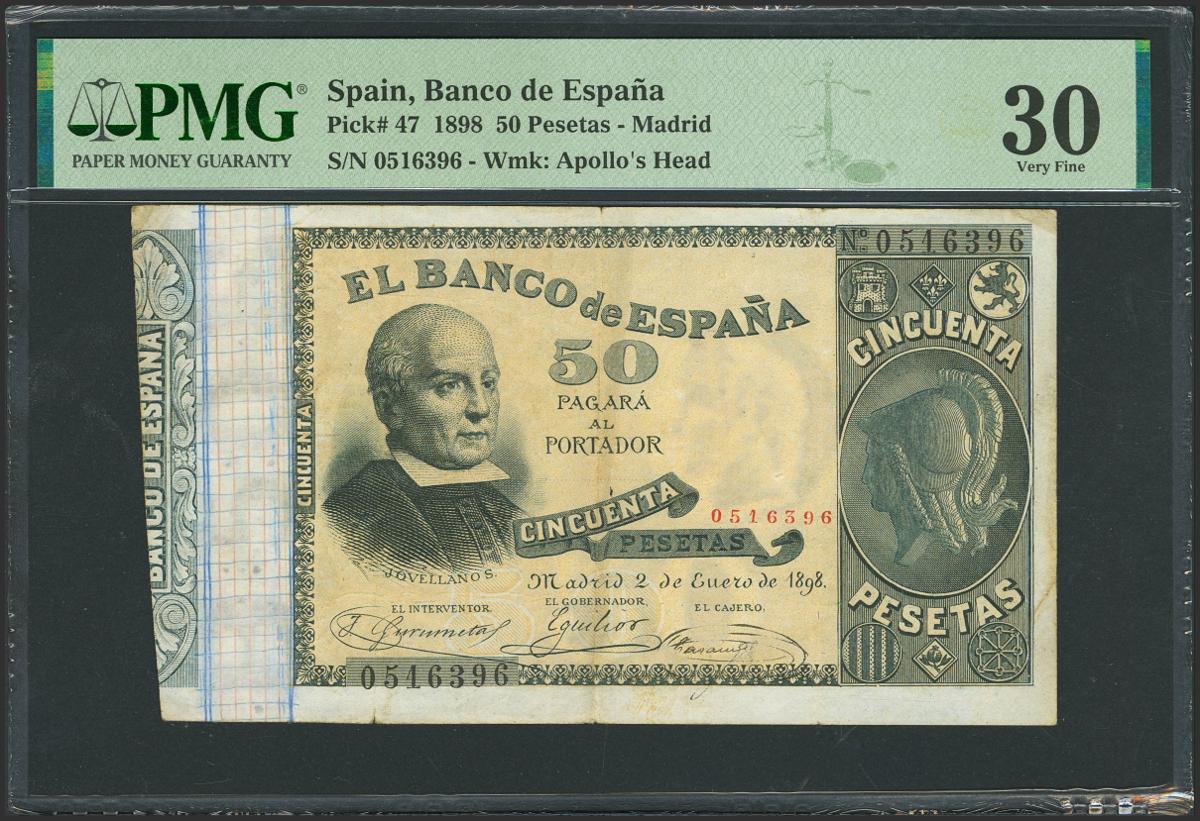 PMG®
PAPER MONEY GUARANTY
Spain, Banco de España
Pick# 47 1898 50 Pesetas - Madrid
S/N 0516396 - Wmk: Apollo's Head
30
Very Fine
BANCO DE ESPAÑA
CINCUENTA
EL BANCO de ESPAÑA
50
PAGARÁ
AL
PORTADOR
CINCUENTA
PESETAS
0516396
JOVELLANOS.
Madrid 2 de Enero de 1898.
EL INTERVENTOR.
EL GOBERNADOR,
EL CAJERO,
0516396
Nº 0516396
CINCUENTA
PESETAS